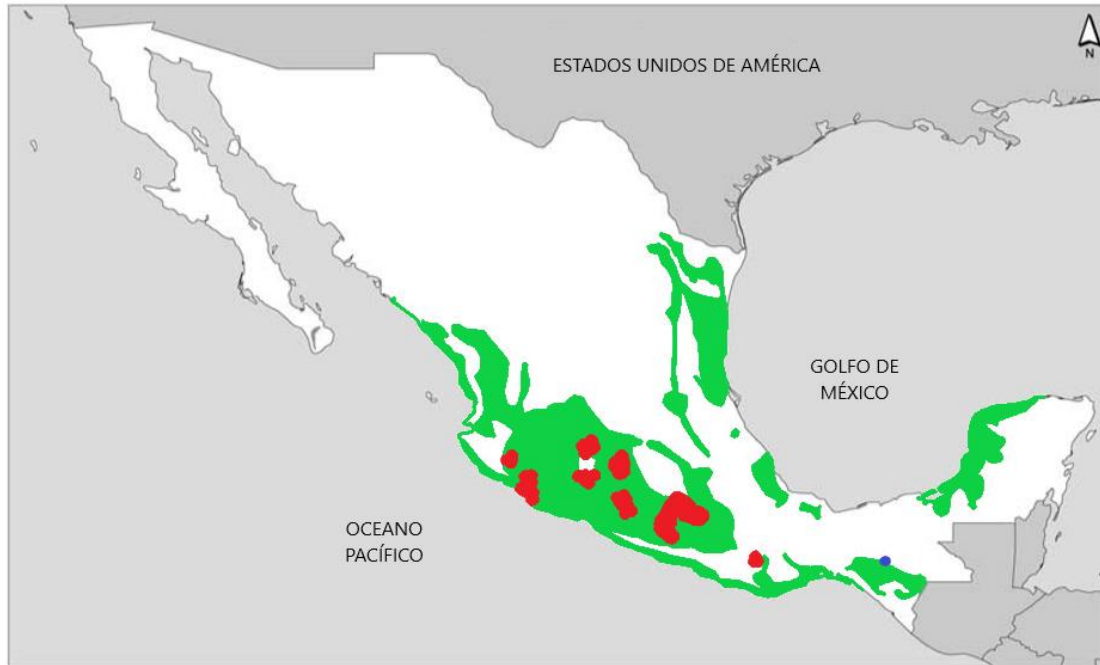 ESTADOS UNIDOS DE AMÉRICA
N
GOLFO DE
MÉXICO
OCEANO
PACÍFICO